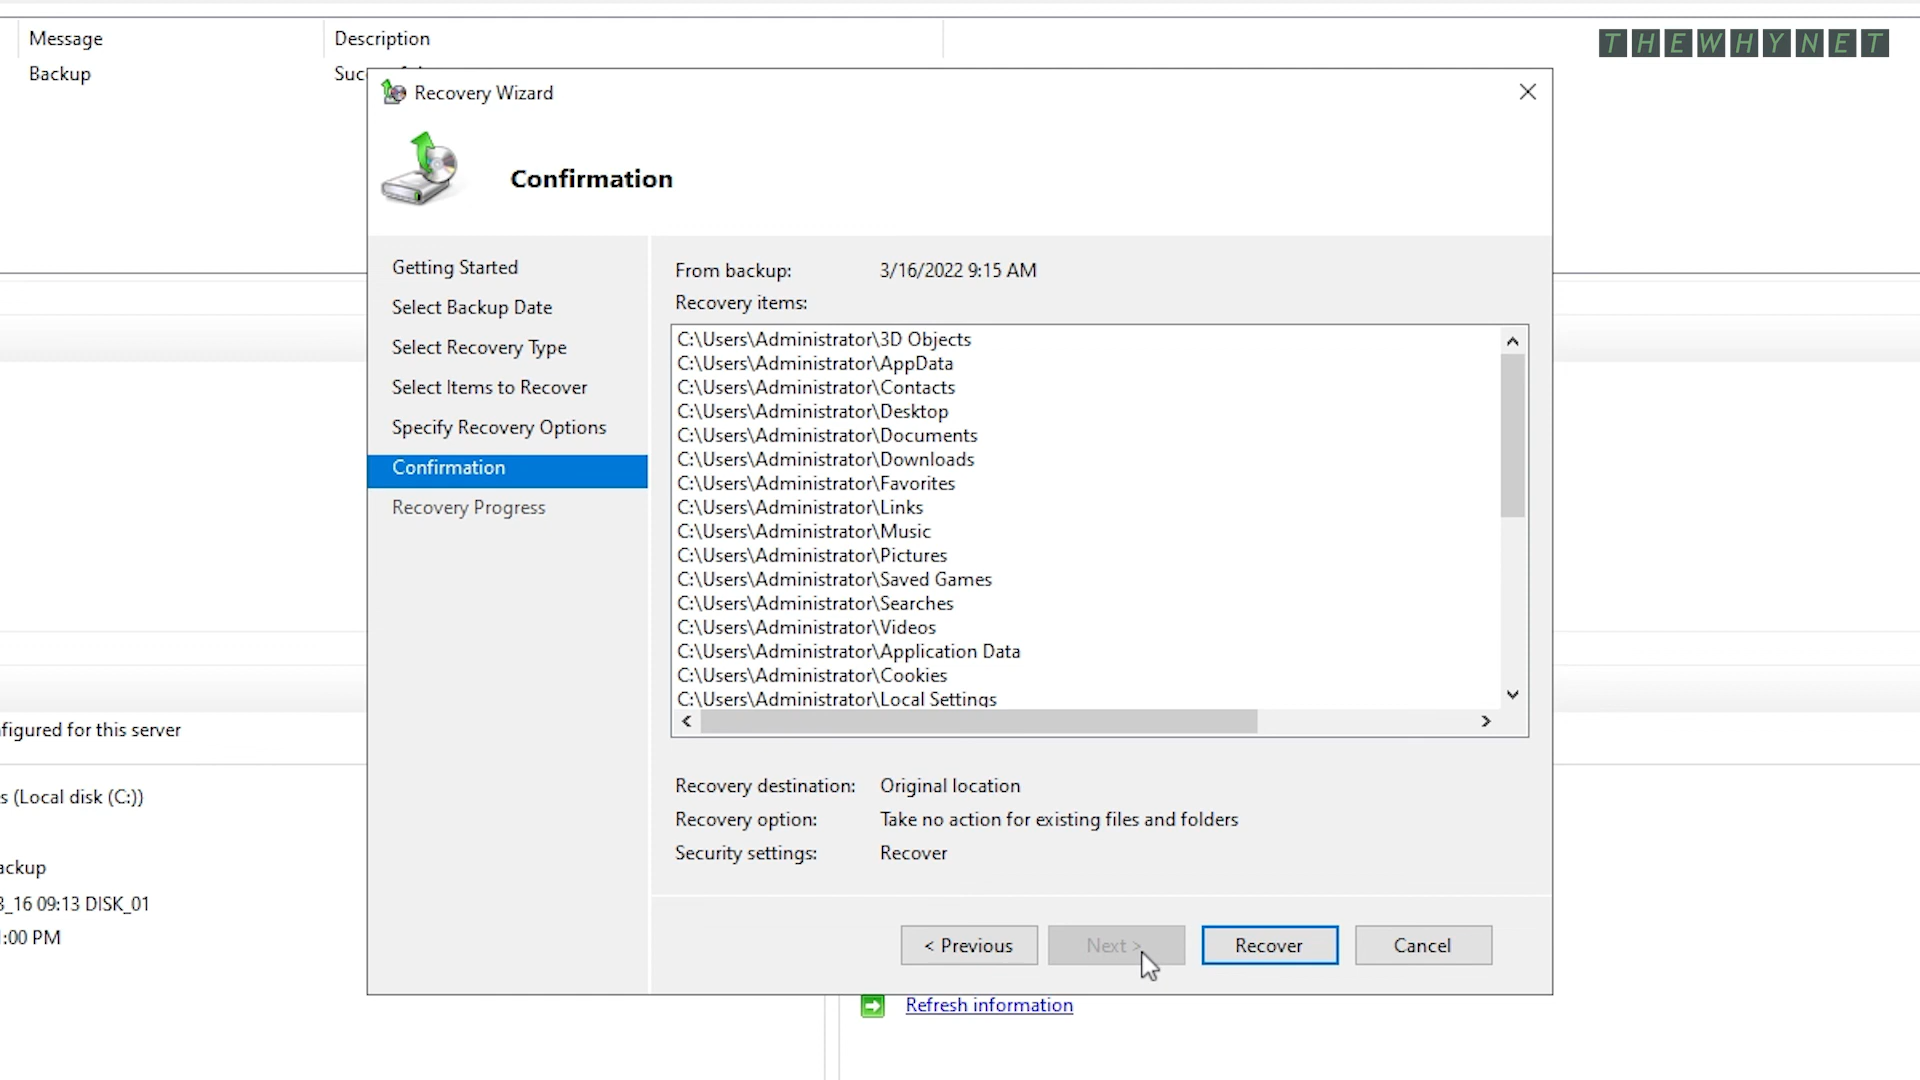 Message Description
THEWHYNET
Backup
Recovery Wizard
Confirmation
Getting Started
Select Backup Date
Select Recovery Type
Select Items to Recover
Specify Recovery Options
Confirmation
Recovery Progress
From backup: 3/16/2022 9:15 AM
Recovery items:
C:\Users\Administrator\3D Objects
C:\Users\Administrator\AppData
C:\Users\Administrator\Contacts
C:\Users\Administrator\Desktop
C:\Users\Administrator\Documents
C:\Users\Administrator\Downloads
C:\Users\Administrator\Favorites
C:\Users\Administrator\Links
C:\Users\Administrator\Music
C:\Users\Administrator\Pictures
C:\Users\Administrator\Saved Games
C:\Users\Administrator\Searches
C:\Users\Administrator\Videos
C:\Users\Administrator\Application Data
C:\Users\Administrator\Cookies
C:\Users\Administrator\Local Settings
Recovery destination: Original location
Recovery option: Take no action for existing files and folders
Security settings: Recover
< Previous
Next >
Recover
Cancel
figured for this server
s (Local disk (C:))
ackup
_16 09:13 DISK_01
:00 PM
Refresh information